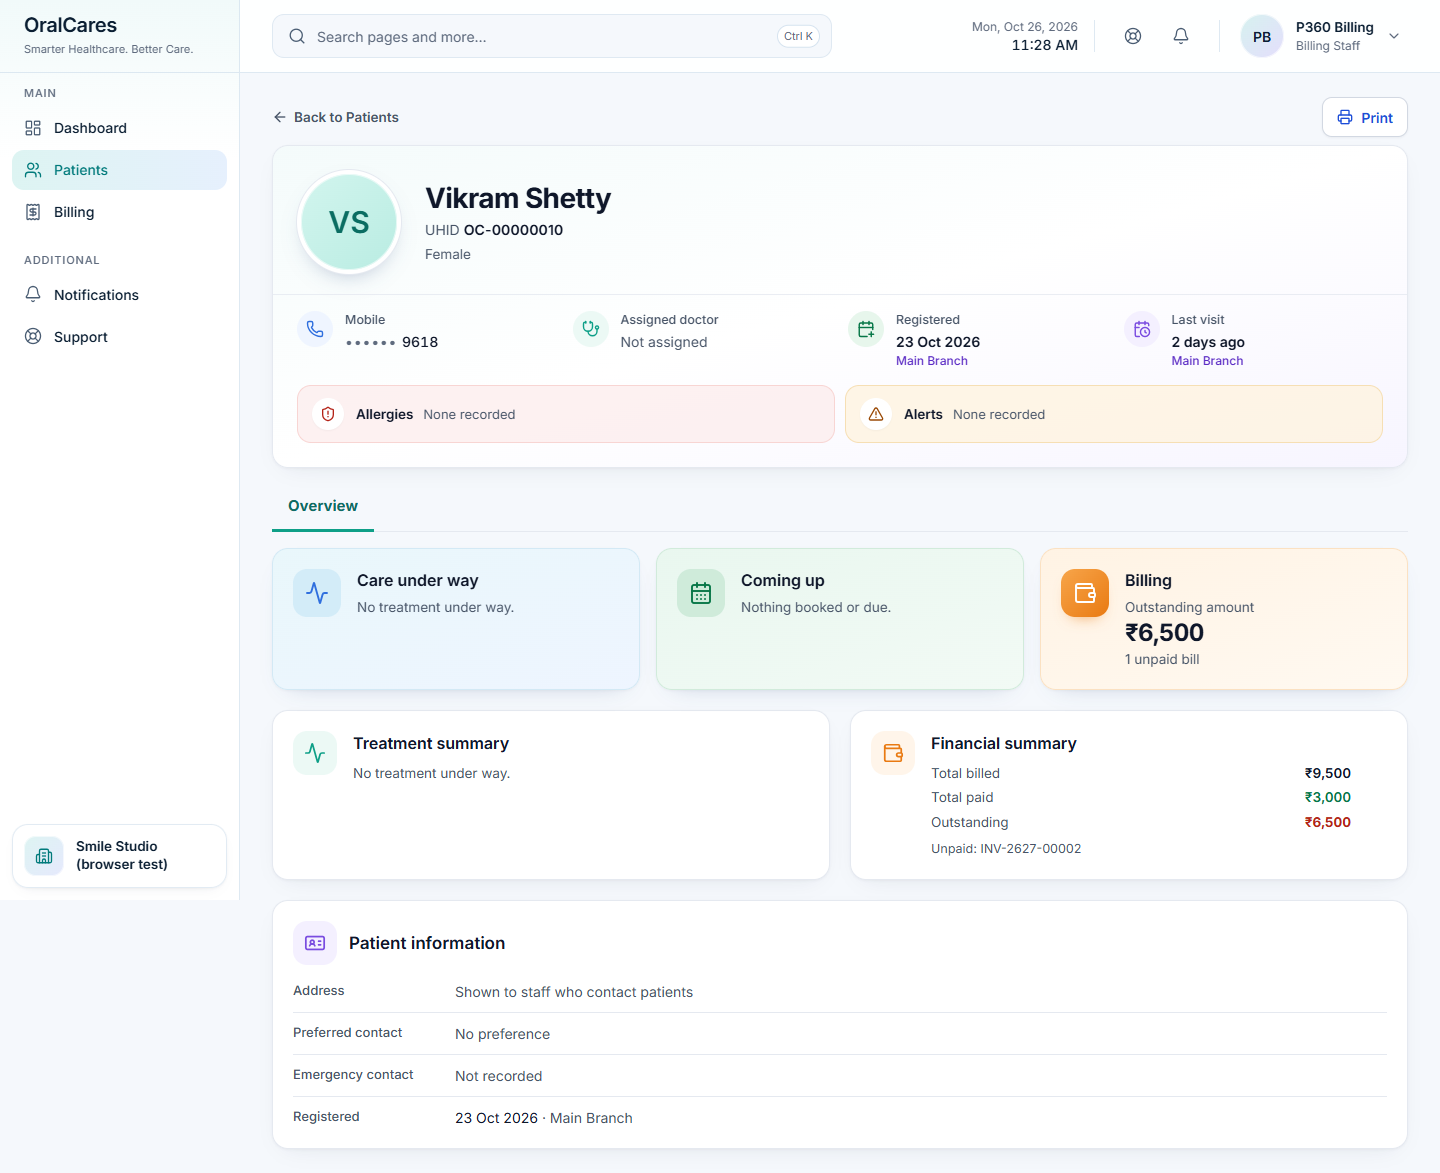 OralCares
Smarter Healthcare. Better Care.
Search pages and more...
Ctrl K
Mon, Oct 26, 2026
11:28 AM
PB
P360 Billing
Billing Staff
MAIN
Dashboard
Patients
Billing
ADDITIONAL
Notifications
Support
Smile Studio
(browser test)
Back to Patients
Print
VS
Vikram Shetty
UHID OC-00000010
Female
Mobile
•••••• 9618
Assigned doctor
Not assigned
Registered
23 Oct 2026
Main Branch
Last visit
2 days ago
Main Branch
Allergies None recorded
Alerts None recorded
Overview
Care under way
No treatment under way.
Coming up
Nothing booked or due.
Billing
Outstanding amount
₹6,500
1 unpaid bill
Treatment summary
No treatment under way.
Financial summary
Total billed ₹9,500
Total paid ₹3,000
Outstanding ₹6,500
Unpaid: INV-2627-00002
Patient information
Address Shown to staff who contact patients
Preferred contact No preference
Emergency contact Not recorded
Registered 23 Oct 2026 · Main Branch